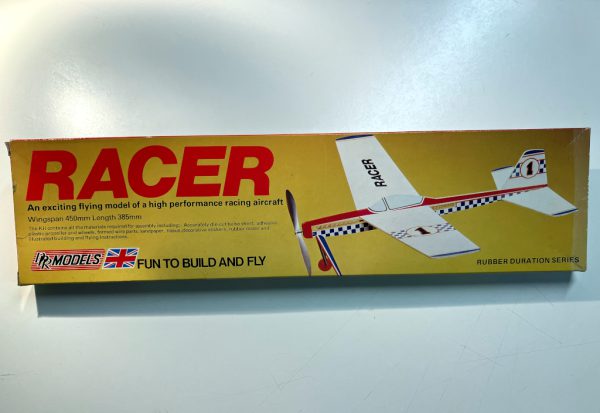 RACER
An exciting flying model of a high performance racing aircraft
Wingspan 450mm Length 385mm
The Kit contains all the materials required for assembly including:- Accurately die cut balsa sheet, adhesive,
plastic propeller and wheels, formed wire parts, sandpaper, tissue, decorative stickers, rubber motor and
illustrated building and flying instructions.
MODELS
FUN TO BUILD AND FLY
RACER
1
1
RUBBER DURATION SERIES